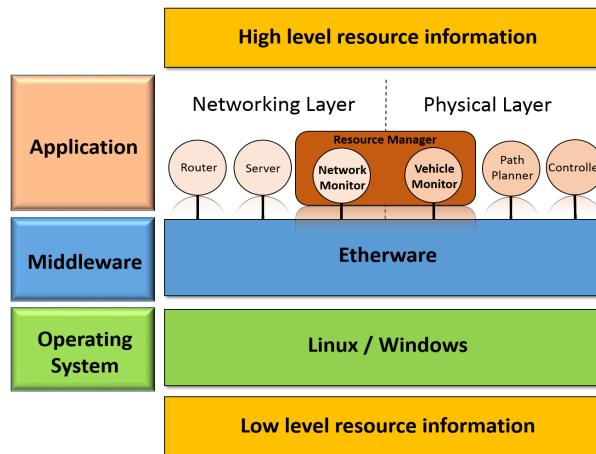 High level resource information
Application
Networking Layer
Physical Layer
Resource Manager
Router
Server
Network
Monitor
Vehicle
Monitor
Path
Planner
Controlle
Middleware
Etherware
Operating
System
Linux / Windows
Low level resource information